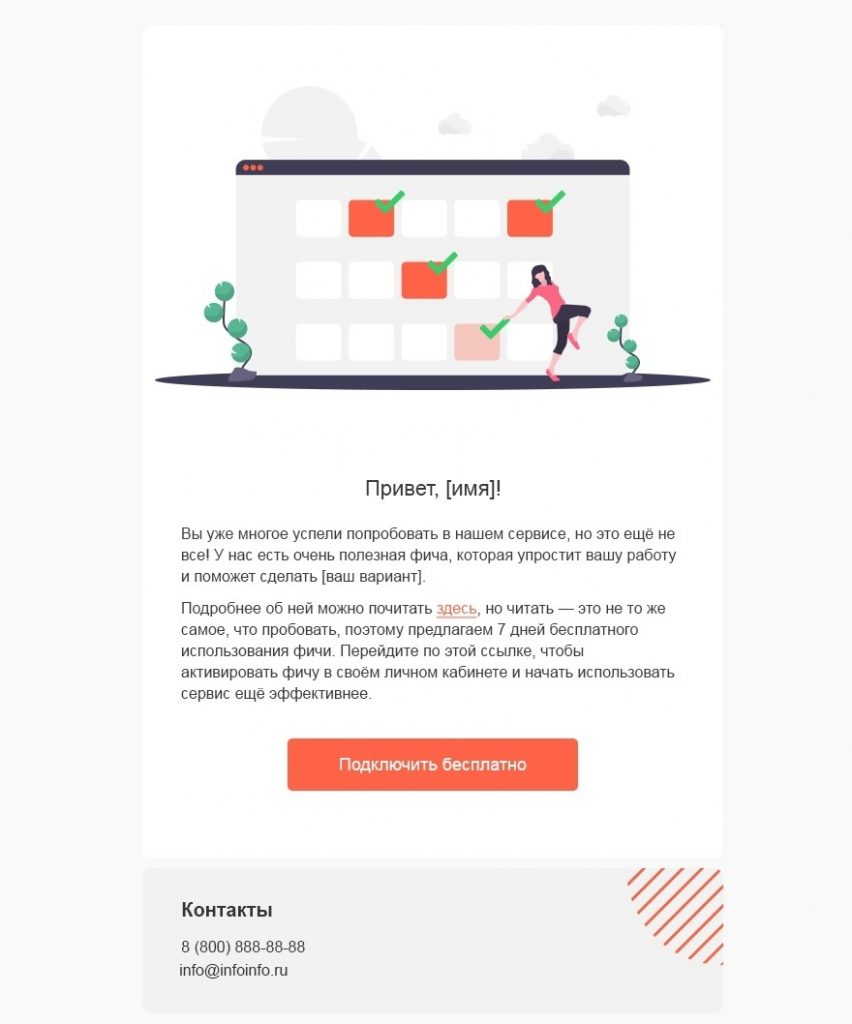 Привет, [имя]!
Вы уже многое успели попробовать в нашем сервисе, но это ещё не
все! У нас есть очень полезная фича, которая упростит вашу работу
и поможет сделать [ваш вариант].
Подробнее об ней можно почитать здесь, но читать — это не то же
самое, что пробовать, поэтому предлагаем 7 дней бесплатного
использования фичи. Перейдите по этой ссылке, чтобы
активировать фичу в своём личном кабинете и начать использовать
сервис ещё эффективнее.
Подключить бесплатно
Контакты
8 (800) 888-88-88
info@infoinfo.ru